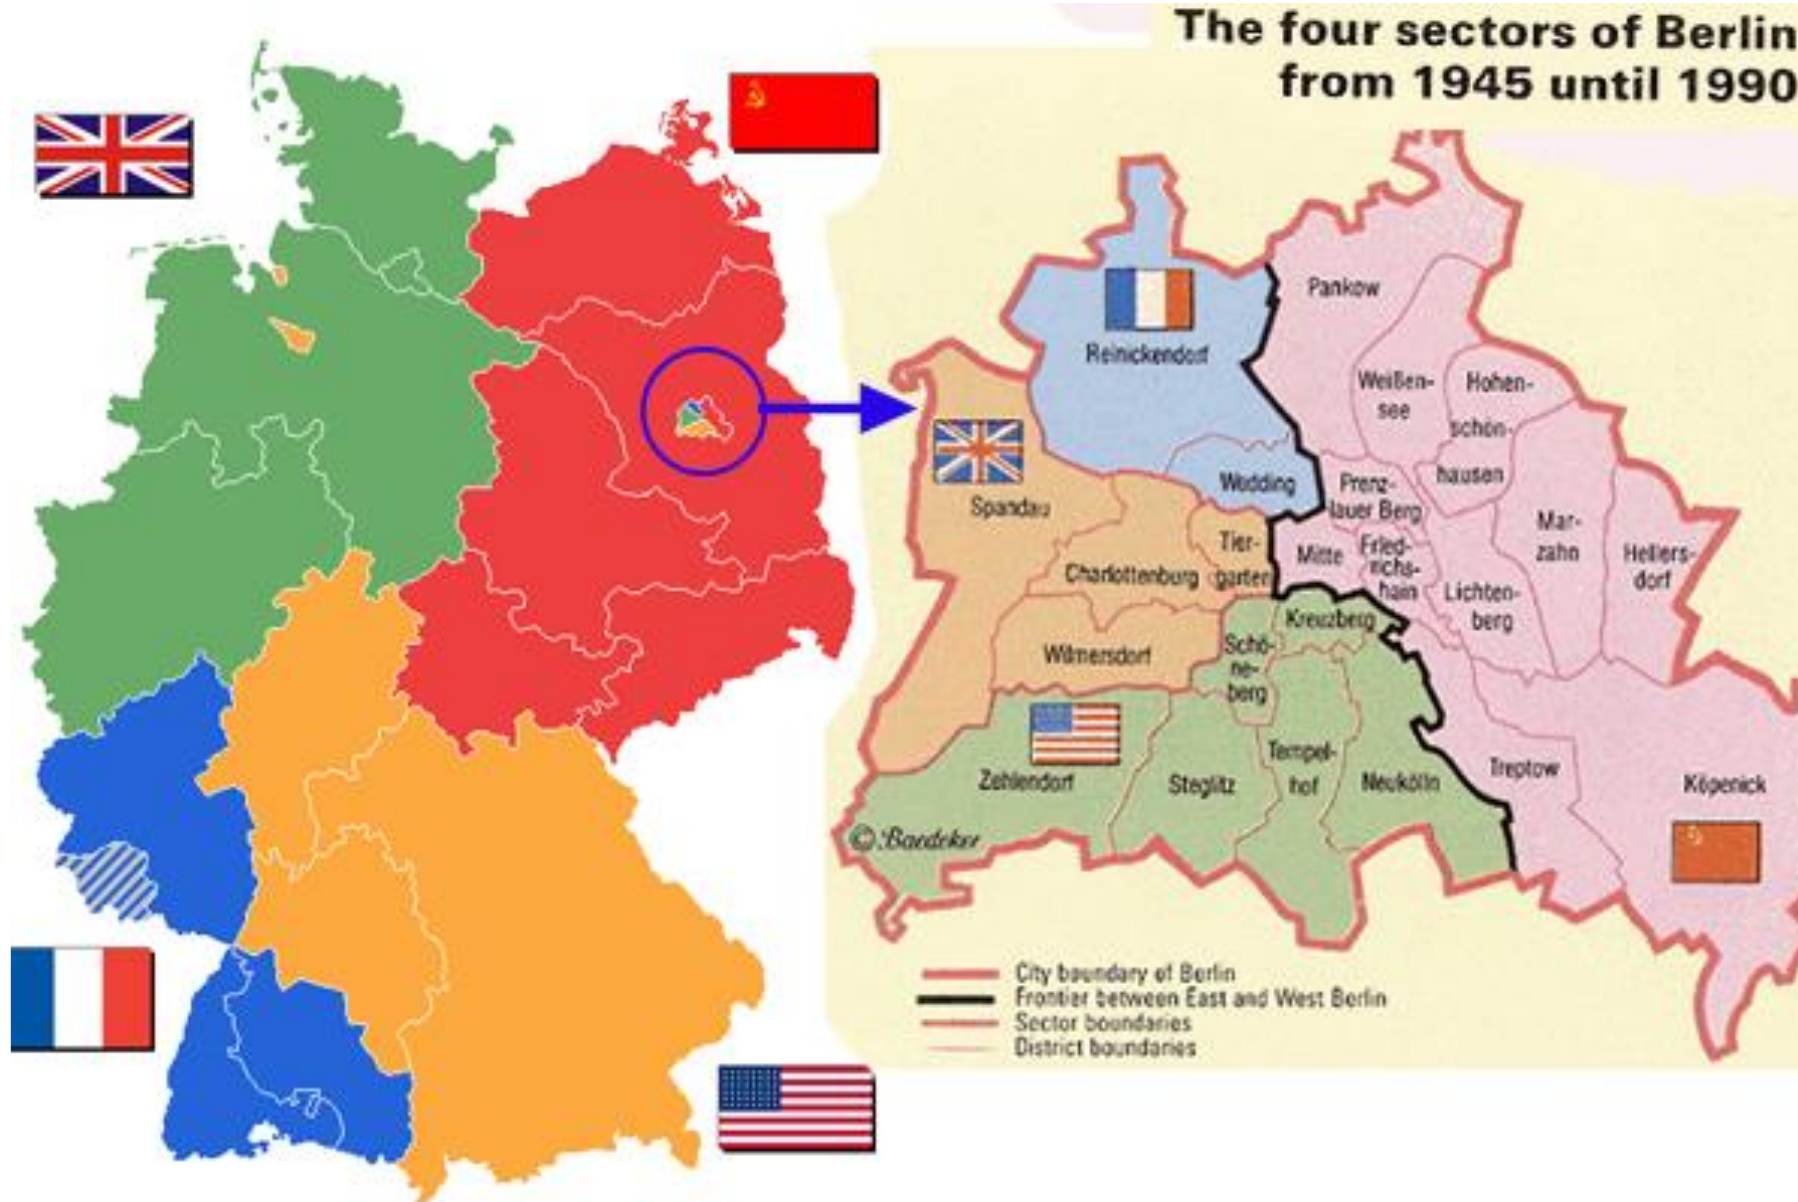 The four sectors of Berlin
from 1945 until 1990
Pankow
Reinickendorf
Weißen-
see
Hohen-
schön-
hausen
Wedding
Spandau
Prenz-
lauer Berg
Mar-
zahn
Tier-
garten
Mitte
Fried-
richs-
hain
Hellers-
dorf
Charlottenburg
Lichten-
berg
Kreuzberg
Wilmersdorf
Schö-
ne-
berg
Zehlendorf
Steglitz
Tempel-
hof
Neukölln
Treptow
Köpenick
© Baedeker
City boundary of Berlin
Frontier between East and West Berlin
Sector boundaries
District boundaries